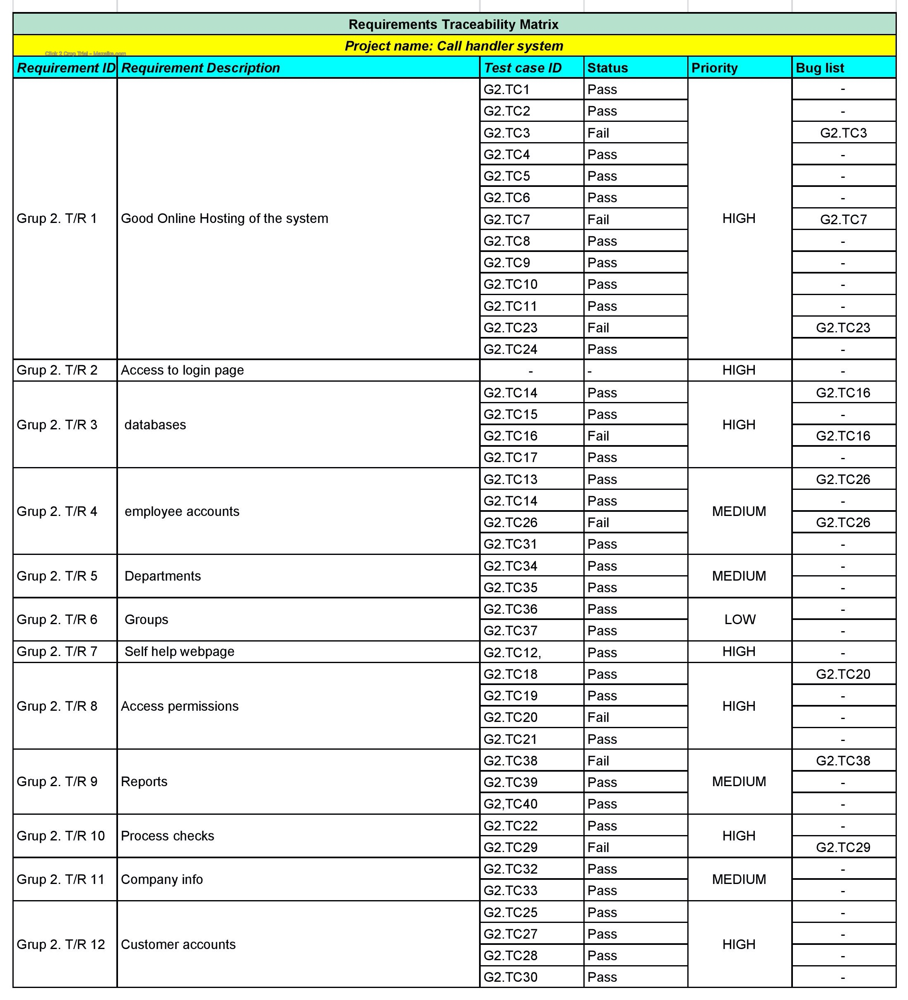 Requirements Traceability Matrix
Project name: Call handler system
Click 2 Crop Trial - Mazaika.com
Requirement ID Requirement Description Test case ID Status Priority Bug list
G2.TC1 Pass -
G2.TC2 Pass -
G2.TC3 Fail G2.TC3
G2.TC4 Pass -
G2.TC5 Pass -
G2.TC6 Pass -
Grup 2. T/R 1 Good Online Hosting of the system G2.TC7 Fail HIGH G2.TC7
G2.TC8 Pass -
G2.TC9 Pass -
G2.TC10 Pass -
G2.TC11 Pass -
G2.TC23 Fail G2.TC23
G2.TC24 Pass -
Grup 2. T/R 2 Access to login page - - HIGH -
G2.TC14 Pass G2.TC16
G2.TC15 Pass -
Grup 2. T/R 3 databases HIGH
G2.TC16 Fail G2.TC16
G2.TC17 Pass -
G2.TC13 Pass G2.TC26
G2.TC14 Pass -
Grup 2. T/R 4 employee accounts MEDIUM
G2.TC26 Fail G2.TC26
G2.TC31 Pass -
G2.TC34 Pass -
Grup 2. T/R 5 Departments MEDIUM
G2.TC35 Pass -
G2.TC36 Pass -
Grup 2. T/R 6 Groups LOW
G2.TC37 Pass -
Grup 2. T/R 7 Self help webpage G2.TC12, Pass HIGH -
G2.TC18 Pass G2.TC20
G2.TC19 Pass -
Grup 2. T/R 8 Access permissions HIGH
G2.TC20 Fail -
G2.TC21 Pass -
G2.TC38 Fail G2.TC38
Grup 2. T/R 9 Reports G2.TC39 Pass MEDIUM -
G2,TC40 Pass -
G2.TC22 Pass -
Grup 2. T/R 10 Process checks HIGH
G2.TC29 Fail G2.TC29
G2.TC32 Pass -
Grup 2. T/R 11 Company info MEDIUM
G2.TC33 Pass -
G2.TC25 Pass -
G2.TC27 Pass -
Grup 2. T/R 12 Customer accounts HIGH
G2.TC28 Pass -
G2.TC30 Pass -